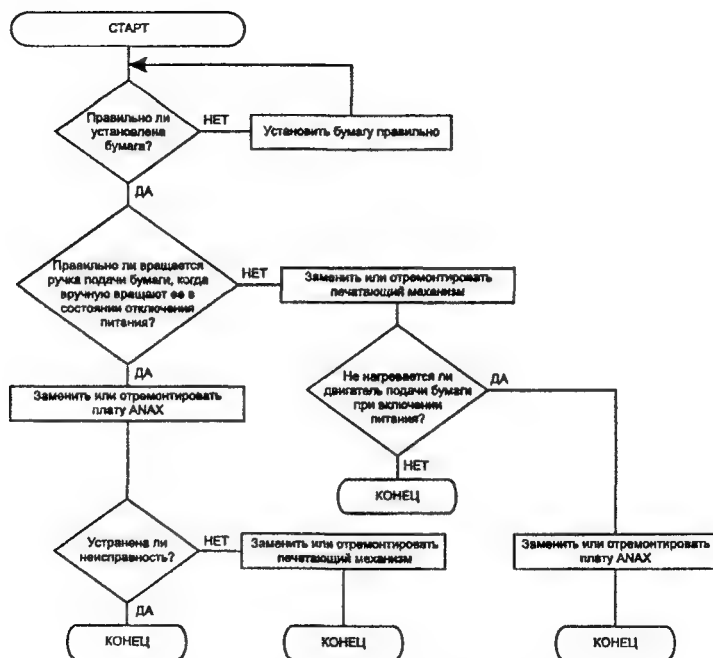 СТАРТ
Правильно ли
установлена
бумага?
НЕТ
Установить бумагу правильно
ДА
Правильно ли вращается
ручка подачи бумаги, когда
вручную вращают ее в
состоянии отключения
питания?
НЕТ
Заменить или отремонтировать
печатающий механизм
ДА
Заменить или отремонтировать
плату ANAX
Не нагревается ли
двигатель подачи бумаги
при включении
питания?
ДА
НЕТ
КОНЕЦ
Устранена ли
неисправность?
НЕТ
Заменить или отремонтировать
печатающий механизм
Заменить или отремонтировать
плату ANAX
ДА
КОНЕЦ
КОНЕЦ
КОНЕЦ